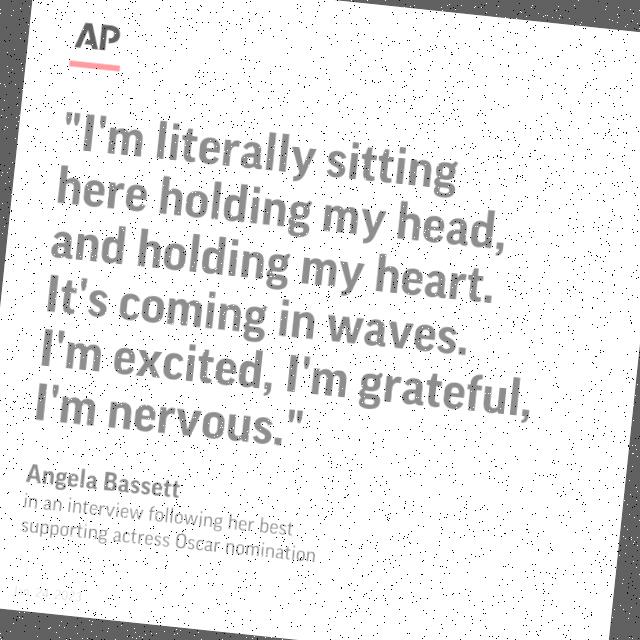 AP
"I'm literally sitting
here holding my head,
and holding my heart.
It's coming in waves.
I'm excited, I'm grateful,
I'm nervous."
Angela Bassett
in an interview following her best
supporting actress Oscar nomination